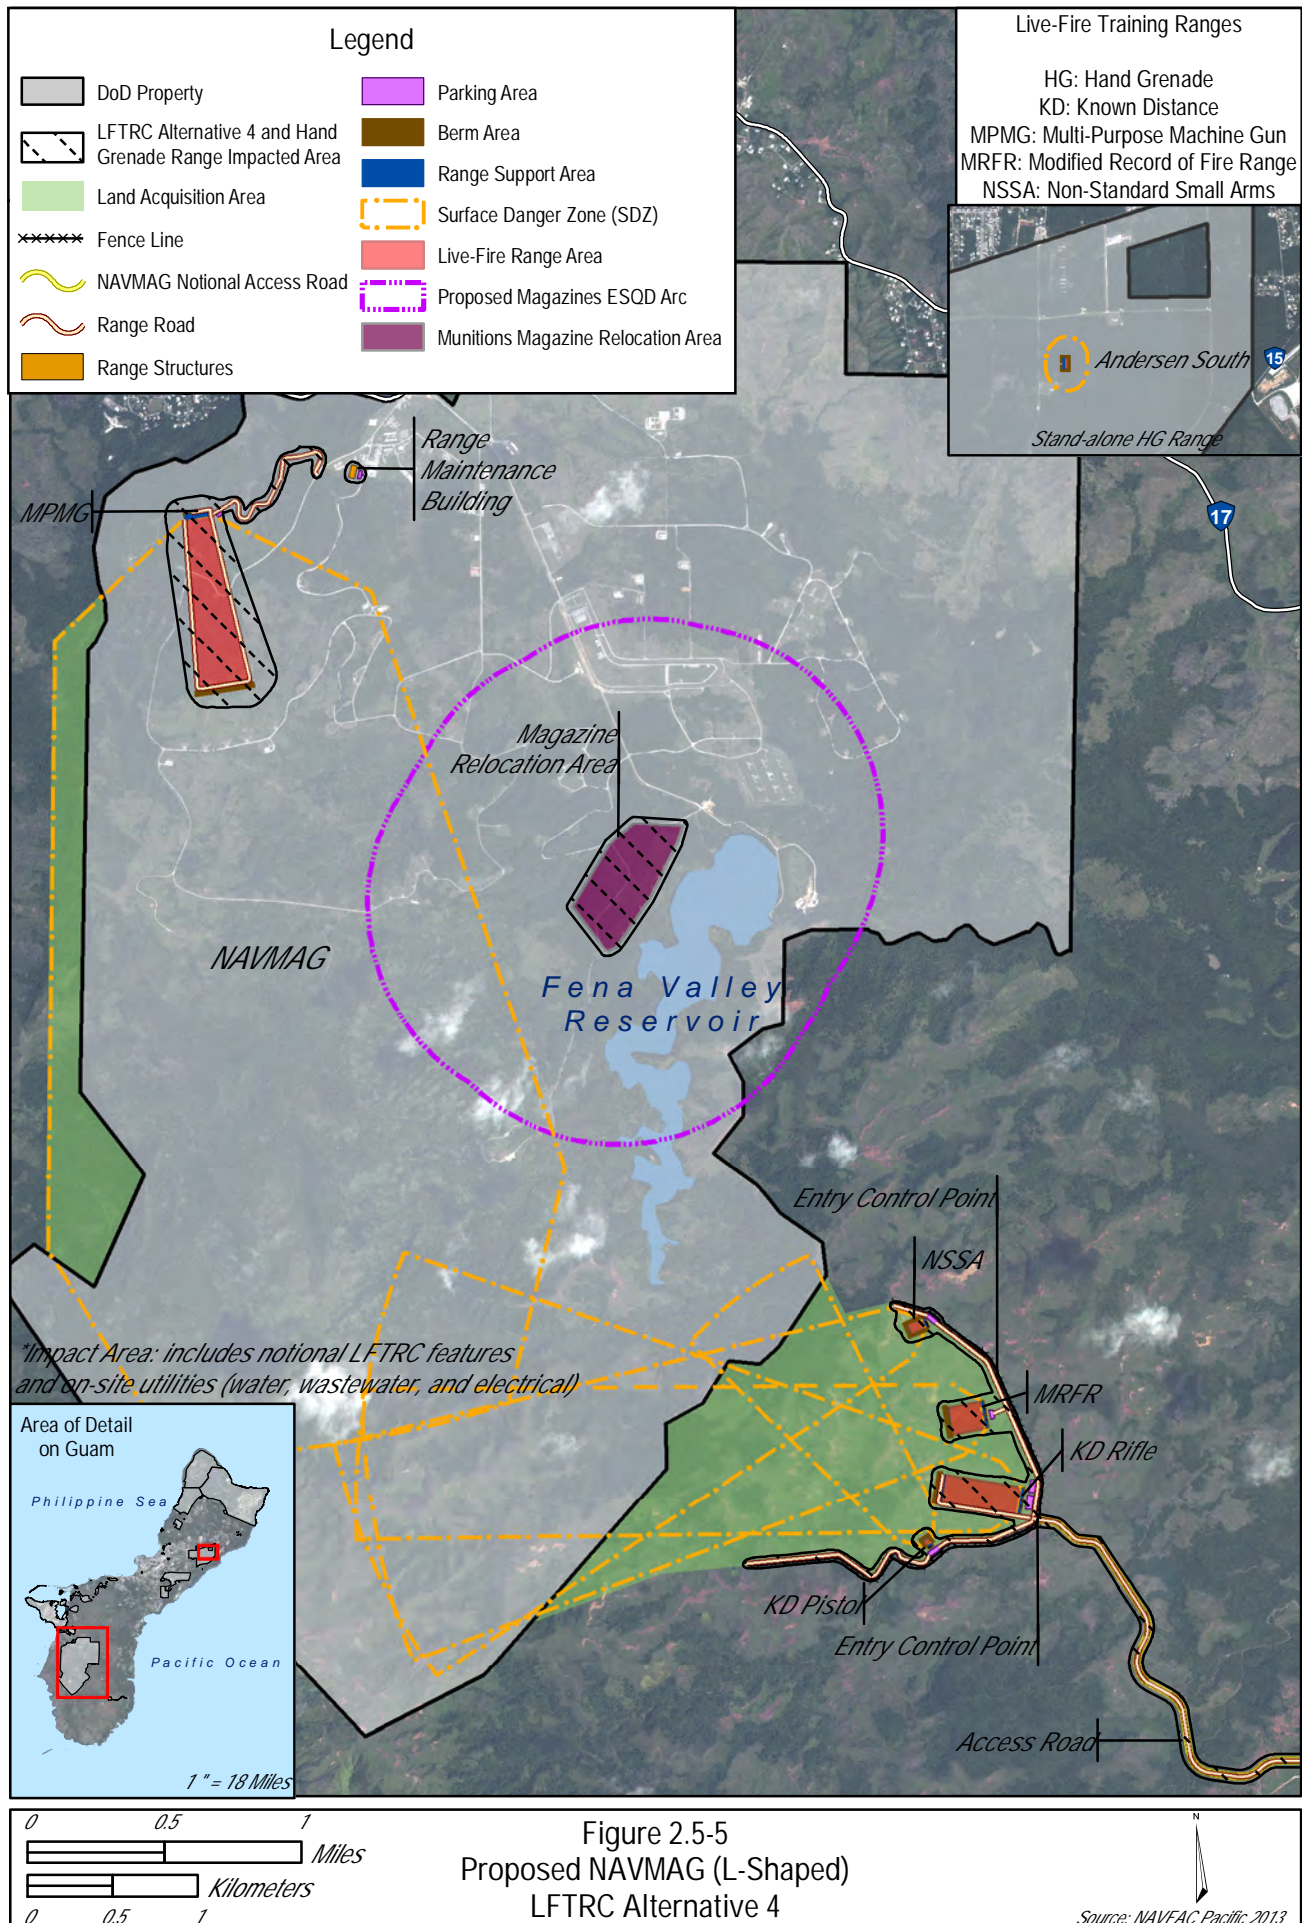 Legend
DoD Property
LFTRC Alternative 4 and Hand
Grenade Range Impacted Area
Land Acquisition Area
Fence Line
NAVMAG Notional Access Road
Range Road
Range Structures
Parking Area
Berm Area
Range Support Area
Surface Danger Zone (SDZ)
Live-Fire Range Area
Proposed Magazines ESQD Arc
Munitions Magazine Relocation Area
Live-Fire Training Ranges
HG: Hand Grenade
KD: Known Distance
MPMG: Multi-Purpose Machine Gun
MRFR: Modified Record of Fire Range
NSSA: Non-Standard Small Arms
Andersen South
15
Stand-alone HG Range
Range
Maintenance
Building
MPMG
17
Magazine
Relocation Area
NAVMAG
Fena Valley
Reservoir
Entry Control Point
NSSA
*Impact Area: includes notional LFTRC features
and on-site utilities (water, wastewater, and electrical)
MRFR
KD Rifle
KD Pistol
Entry Control Point
Access Road
Area of Detail
on Guam
Philippine Sea
Pacific Ocean
1 " = 18 Miles
0 0.5 1
Miles
Kilometers
0 0.5 1
Figure 2.5-5
Proposed NAVMAG (L-Shaped)
LFTRC Alternative 4
N
Source: NAVFAC Pacific 2013